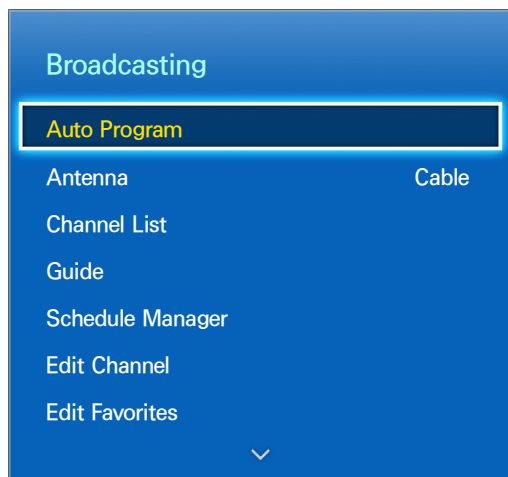 Broadcasting
Auto Program
Antenna Cable
Channel List
Guide
Schedule Manager
Edit Channel
Edit Favorites